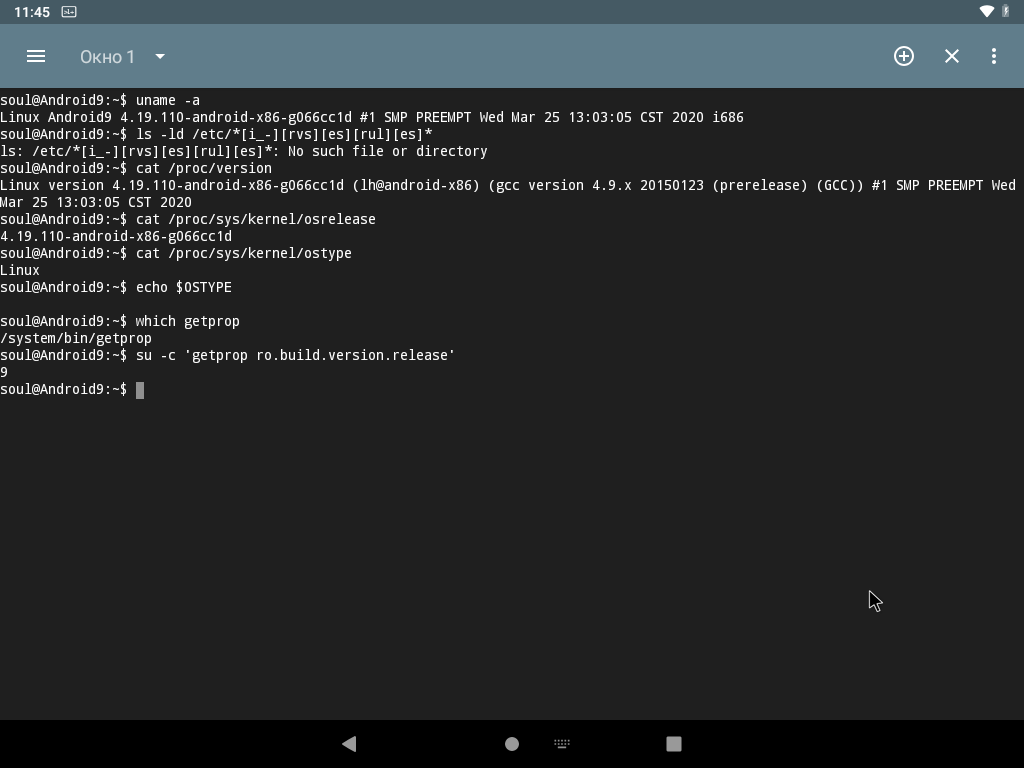 11:45
Окно 1
soul@Android9:~$ uname -a
Linux Android9 4.19.110-android-x86-g066cc1d #1 SMP PREEMPT Wed Mar 25 13:03:05 CST 2020 i686
soul@Android9:~$ ls -ld /etc/*[i_-][rvs][es][rul][es]*
ls: /etc/*[i_-][rvs][es][rul][es]*: No such file or directory
soul@Android9:~$ cat /proc/version
Linux version 4.19.110-android-x86-g066cc1d (lh@android-x86) (gcc version 4.9.x 20150123 (prerelease) (GCC)) #1 SMP PREEMPT Wed
Mar 25 13:03:05 CST 2020
soul@Android9:~$ cat /proc/sys/kernel/osrelease
4.19.110-android-x86-g066cc1d
soul@Android9:~$ cat /proc/sys/kernel/ostype
Linux
soul@Android9:~$ echo $OSTYPE
soul@Android9:~$ which getprop
/system/bin/getprop
soul@Android9:~$ su -c 'getprop ro.build.version.release'
9
soul@Android9:~$